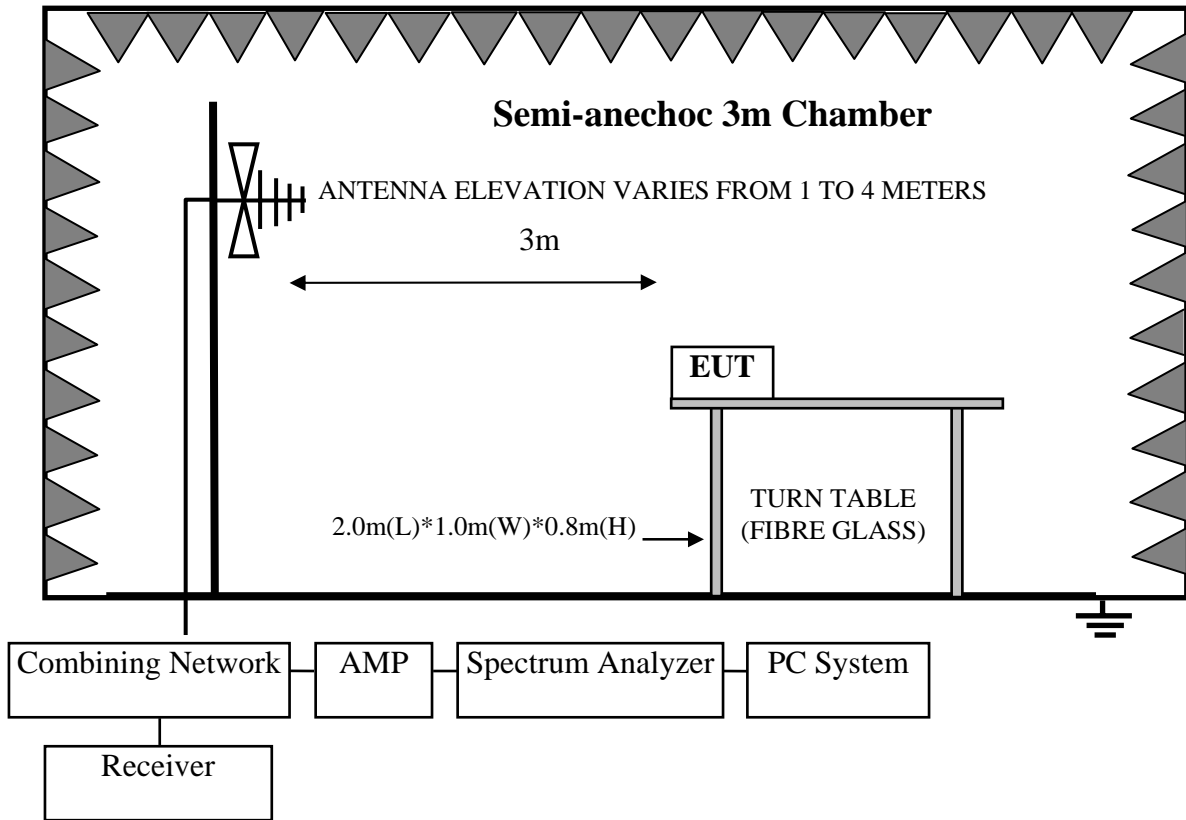 Semi-anechoc 3m Chamber
ANTENNA ELEVATION VARIES FROM 1 TO 4 METERS
3m
EUT
TURN TABLE
(FIBRE GLASS)
2.0m(L)*1.0m(W)*0.8m(H)
Combining Network
AMP
Spectrum Analyzer
PC System
Receiver